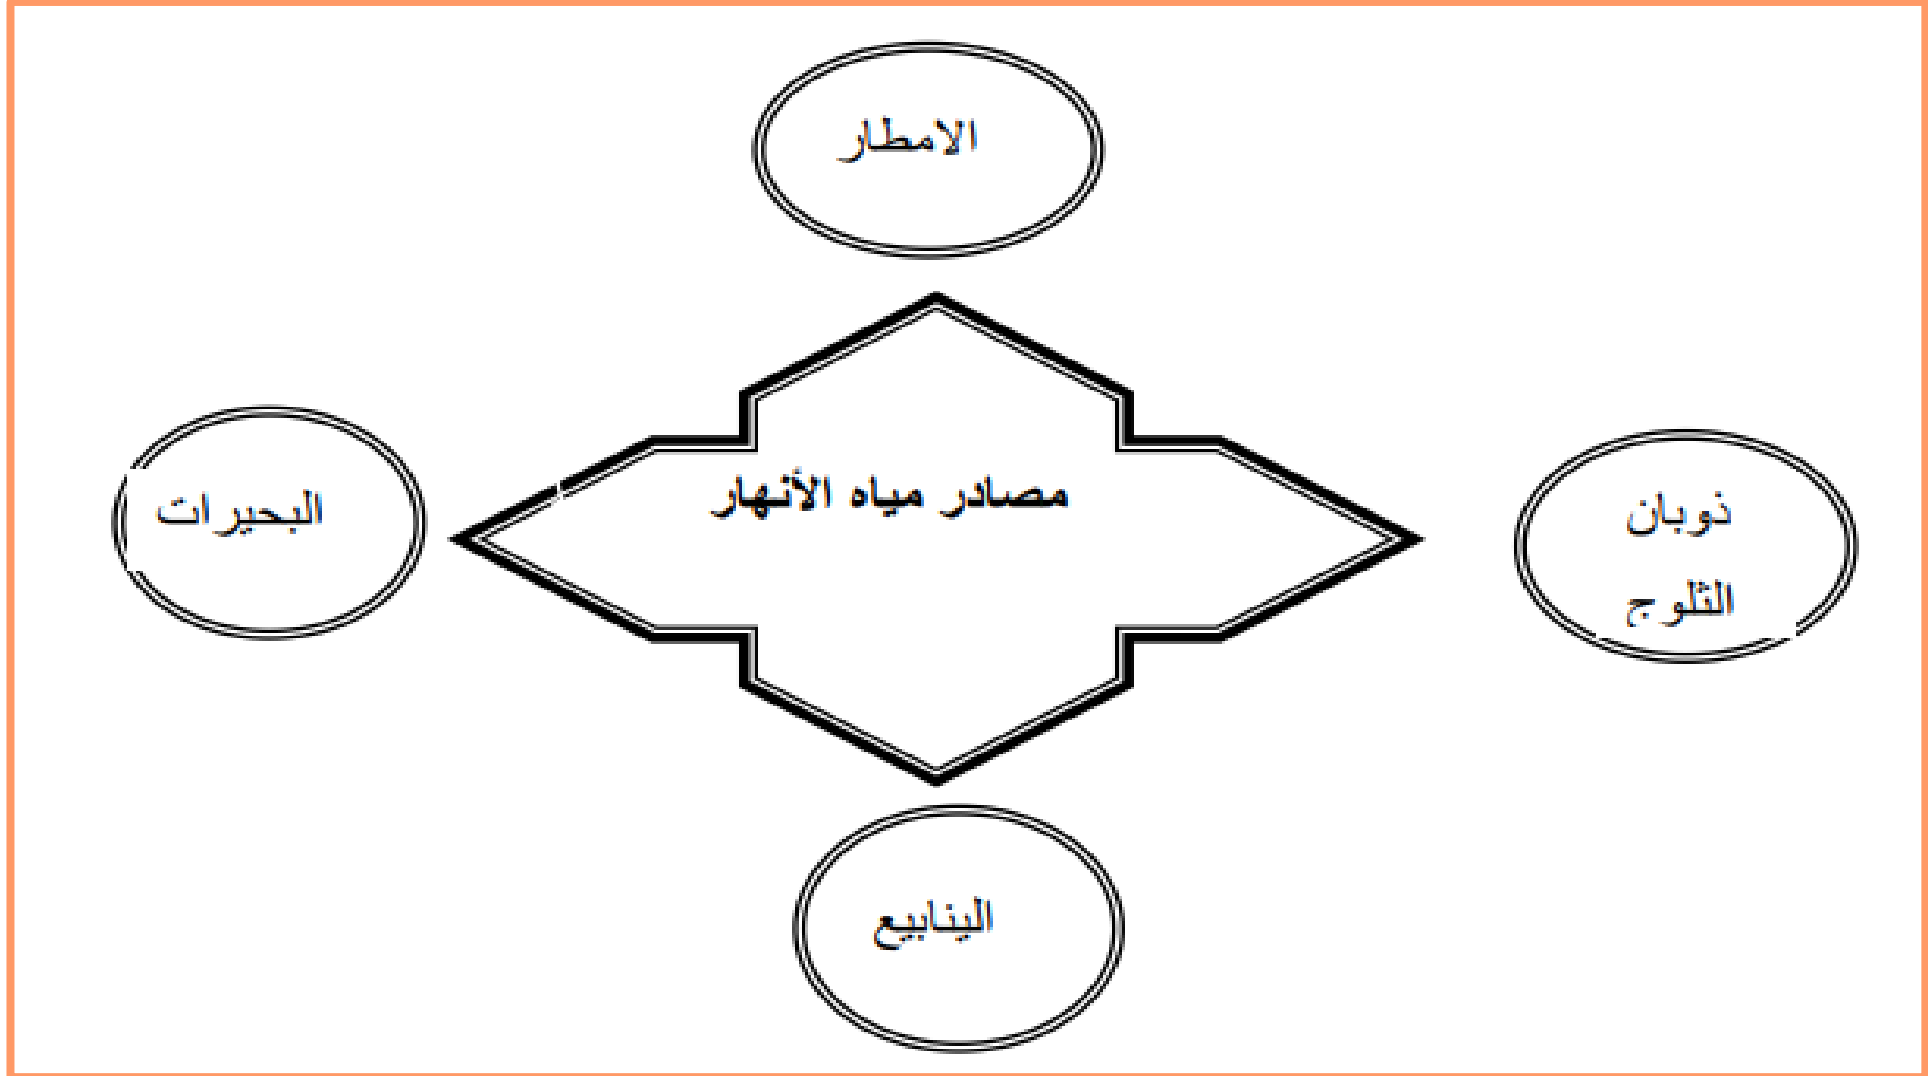 الامطار
مصادر مياه الأنهار
ذوبان
الثلوج
البحيرات
الينابيع